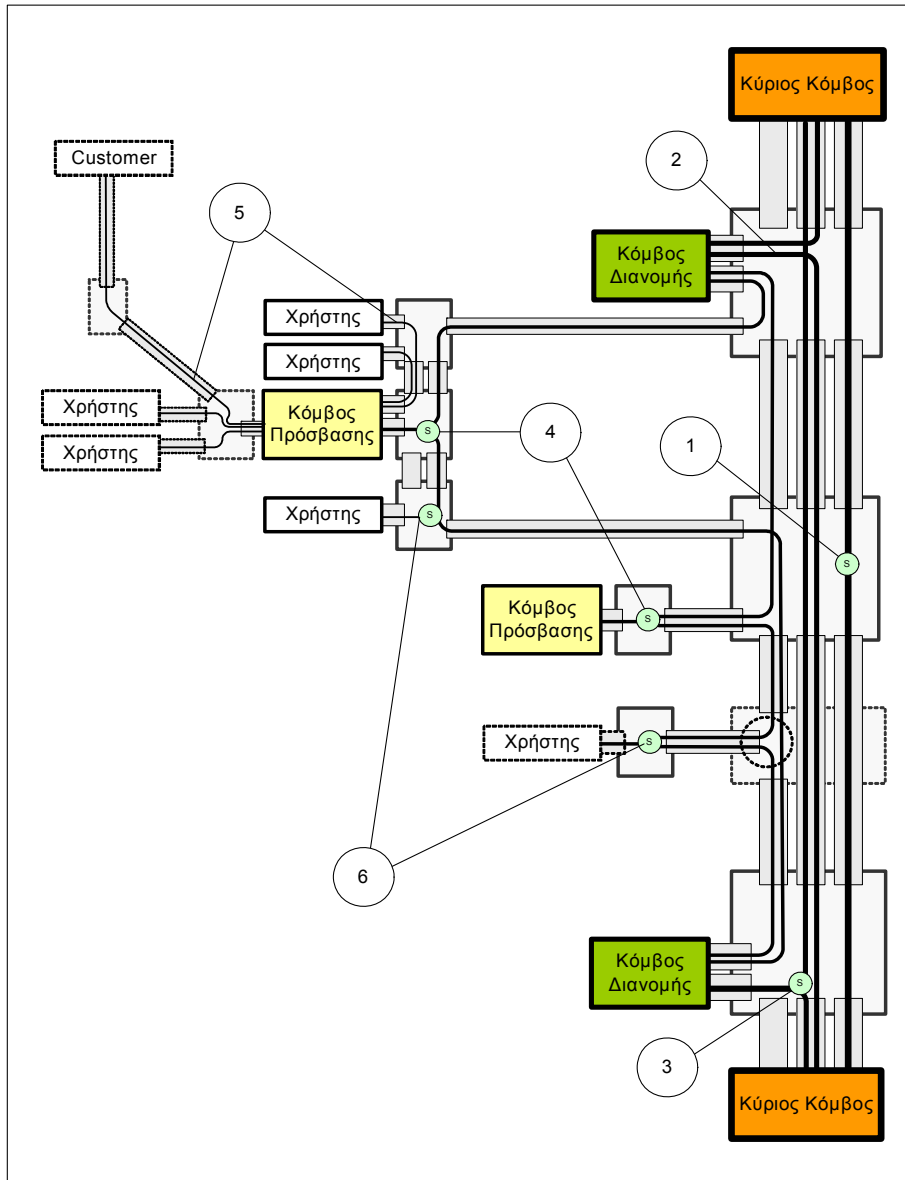 Κύριος Κόμβος
2
Customer
5
Κόμβος
Διανομής
Χρήστης
Χρήστης
Χρήστης
Κόμβος
Πρόσβασης
S
4
Χρήστης
1
Χρήστης
S
S
Κόμβος
Πρόσβασης
S
Χρήστης
S
6
Κόμβος
Διανομής
S
3
Κύριος Κόμβος